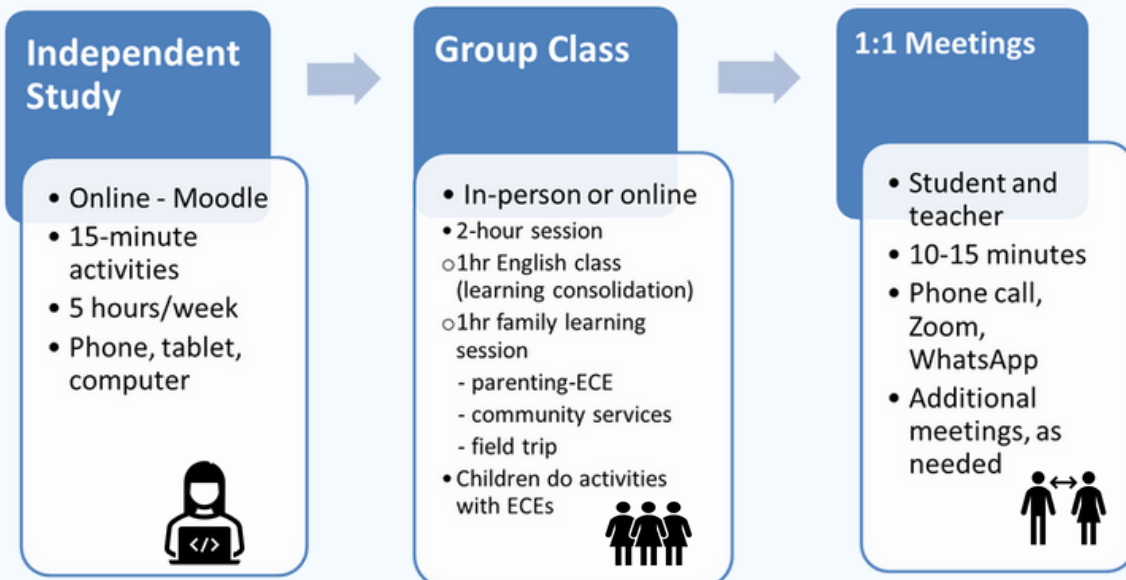 Independent
Study
• Online - Moodle
• 15-minute
activities
• 5 hours/week
• Phone, tablet,
computer
</>
Group Class
• In-person or online
• 2-hour session
○1hr English class
(learning consolidation)
○1hr family learning
session
- parenting-ECE
- community services
- field trip
• Children do activities
with ECEs
1:1 Meetings
• Student and
teacher
• 10-15 minutes
• Phone call,
Zoom,
WhatsApp
• Additional
meetings, as
needed